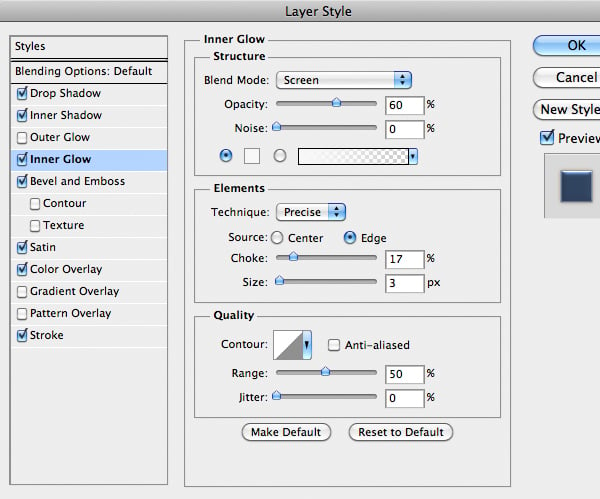 Layer Style
Styles
Blending Options: Default
Drop Shadow
Inner Shadow
Outer Glow
Inner Glow
Bevel and Emboss
Contour
Texture
Satin
Color Overlay
Gradient Overlay
Pattern Overlay
Stroke
Inner Glow
Structure
Blend Mode: Screen
Opacity: 60 %
Noise: 0 %
Elements
Technique: Precise
Source: Center Edge
Choke: 17 %
Size: 3 px
Quality
Contour: Anti-aliased
Range: 50 %
Jitter: 0 %
Make Default Reset to Default
OK
Cancel
New Style
Preview